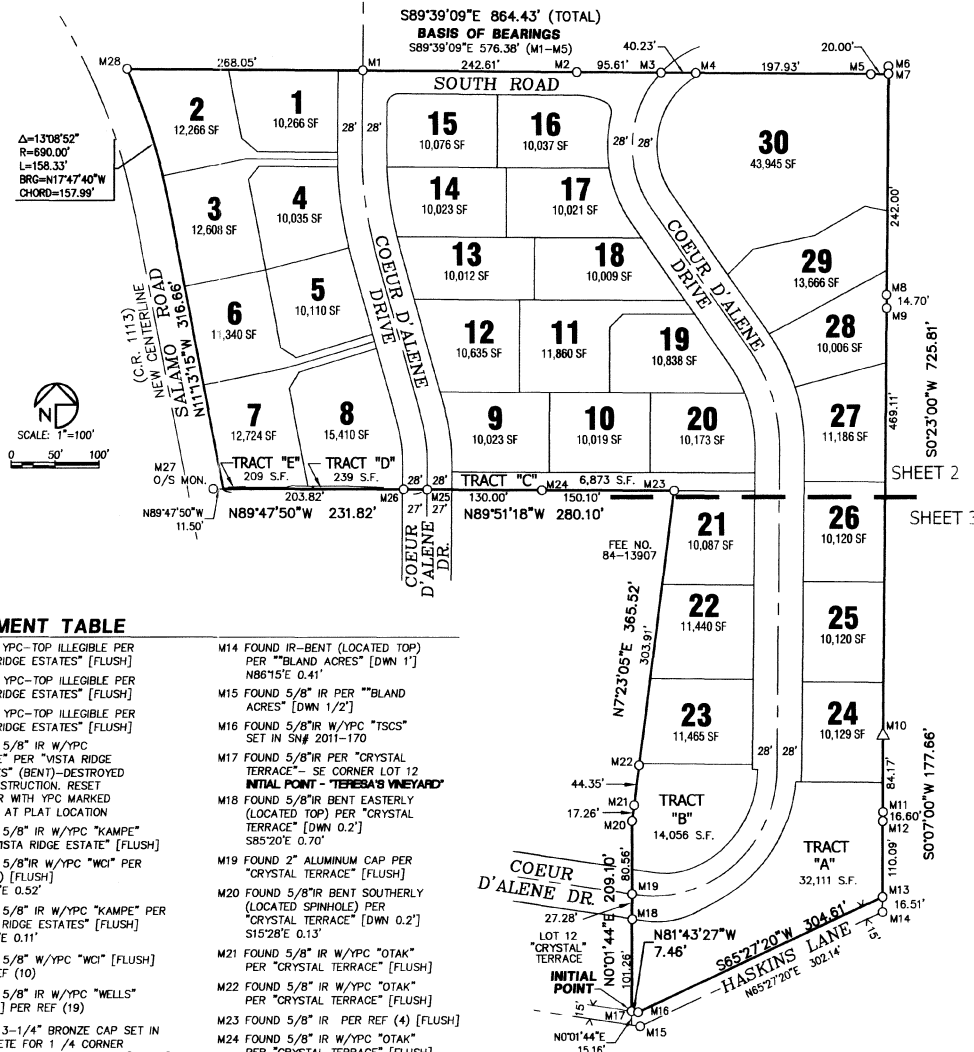 S89°39'09"E 864.43' (TOTAL)
BASIS OF BEARINGS
S89°39'09"E 576.38' (M1-M5)
40.23'
20.00'
M28
268.05'
M1
242.61'
M2
95.61'
M3
M4
197.93'
M5
M6
M7
SOUTH ROAD
2
12,266 SF
1
10,266 SF
28'
28'
15
10,076 SF
16
10,037 SF
28'
28'
30
43,945 SF
Δ=13°08'52"
R=690.00'
L=158.33'
BRG=N17°47'40"W
CHORD=157.99'
3
12,608 SF
4
10,035 SF
14
10,023 SF
17
10,021 SF
242.00'
COEUR D'ALENE
DRIVE
13
10,012 SF
18
10,009 SF
COEUR D'ALENE
DRIVE
29
13,666 SF
M8
14.70'
M9
(C.R. 1113)
NEW CENTERLINE
SALAMO ROAD
N11°13'15"W 316.66'
6
11,340 SF
5
10,110 SF
12
10,635 SF
11
11,860 SF
19
10,838 SF
28
10,006 SF
S0°23'00"W 725.81'
469.11'
N
SCALE: 1"=100'
0 50' 100'
7
12,724 SF
8
15,410 SF
9
10,023 SF
10
10,019 SF
20
10,173 SF
27
11,186 SF
M27
O/S MON.
TRACT "E"
209 S.F.
TRACT "D"
239 S.F.
28'
28'
TRACT "C"
6,873 S.F.
SHEET 2
203.82'
M26
M25
130.00'
M24
150.10'
M23
N89°47'50"W
11.50'
N89°47'50"W 231.82'
27'
27'
N89°51'18"W 280.10'
SHEET 3
COEUR
D'ALENE
DR.
FEE NO.
84-13907
21
10,087 SF
26
10,120 SF
N7°23'05"E 365.52'
303.91'
22
11,440 SF
25
10,120 SF
23
11,465 SF
24
10,129 SF
M10
28'
28'
M22
44.35'
M21
17.26'
M20
TRACT
"B"
14,056 S.F.
84.17'
M11
16.60'
M12
S0°07'00"W 177.66'
TRACT
"A"
32,111 S.F.
110.09'
COEUR
D'ALENE DR.
80.56'
N0°01'44"E 209.10'
M19
27.28'
M18
M13
16.51'
M14
LOT 12
"CRYSTAL
TERRACE
101.26'
N81°43'27"W
7.46'
S65°27'20"W 304.61'
HASKINS LANE
N65°27'20"E 302.14'
15'
INITIAL
POINT
15'
M17
M16
M15
N0°01'44"E
15.16'
MENT TABLE
YPC-TOP ILLEGIBLE PER
RIDGE ESTATES" [FLUSH]
YPC-TOP ILLEGIBLE PER
RIDGE ESTATES" [FLUSH]
YPC-TOP ILLEGIBLE PER
RIDGE ESTATES" [FLUSH]
5/8" IR W/YPC
E" PER "VISTA RIDGE
ES" (BENT)-DESTROYED
STRUCTION. RESET
R WITH YPC MARKED
AT PLAT LOCATION
5/8" IR W/YPC "KAMPE"
VISTA RIDGE ESTATE" [FLUSH]
5/8"IR W/YPC "WCI" PER
) [FLUSH]
'E 0.52'
5/8" IR W/YPC "KAMPE" PER
RIDGE ESTATES" [FLUSH]
'E 0.11'
5/8" W/YPC "WCI" [FLUSH]
EF (10)
5/8" IR W/YPC "WELLS"
] PER REF (19)
3-1/4" BRONZE CAP SET IN
ETE FOR 1 /4 CORNER
M14 FOUND IR-BENT (LOCATED TOP)
PER ""BLAND ACRES" [DWN 1']
N86°15'E 0.41'
M15 FOUND 5/8" IR PER ""BLAND
ACRES" [DWN 1/2']
M16 FOUND 5/8"IR W/YPC "TSCS"
SET IN SN# 2011-170
M17 FOUND 5/8"IR PER "CRYSTAL
TERRACE"- SE CORNER LOT 12
INITIAL POINT - "TERESA'S VINEYARD"
M18 FOUND 5/8"IR BENT EASTERLY
(LOCATED TOP) PER "CRYSTAL
TERRACE" [DWN 0.2']
S85°20'E 0.70'
M19 FOUND 2" ALUMINUM CAP PER
"CRYSTAL TERRACE" [FLUSH]
M20 FOUND 5/8"IR BENT SOUTHERLY
(LOCATED SPINHOLE) PER
"CRYSTAL TERRACE" [DWN 0.2']
S15°28'E 0.13'
M21 FOUND 5/8" IR W/YPC "OTAK"
PER "CRYSTAL TERRACE" [FLUSH]
M22 FOUND 5/8" IR W/YPC "OTAK"
PER "CRYSTAL TERRACE" [FLUSH]
M23 FOUND 5/8" IR PER REF (4) [FLUSH]
M24 FOUND 5/8" IR W/YPC "OTAK"
PER "CRYSTAL TERRACE" [FLUSH]